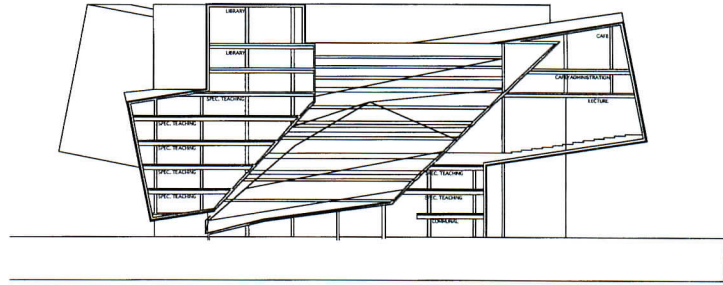 LIBRARY
LIBRARY
SPEC. TEACHING
SPEC. TEACHING
SPEC. TEACHING
SPEC. TEACHING
SPEC. TEACHING
CAFE
CAFE/ADMINISTRATION
LECTURE
SPEC. TEACHING
SPEC. TEACHING
COMMUNAL